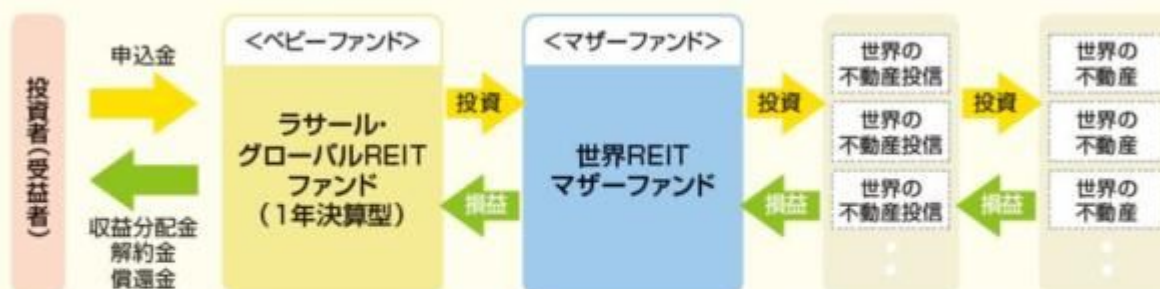 投資者(受益者)
申込金
収益分配金
解約金
償還金
<ベビーファンド>
ラサール・
グローバルREIT
ファンド
(1年決算型)
投資
損益
<マザーファンド>
世界REIT
マザーファンド
投資
損益
世界の
不動産投信
世界の
不動産投信
世界の
不動産投信
投資
損益
世界の
不動産
世界の
不動産
世界の
不動産